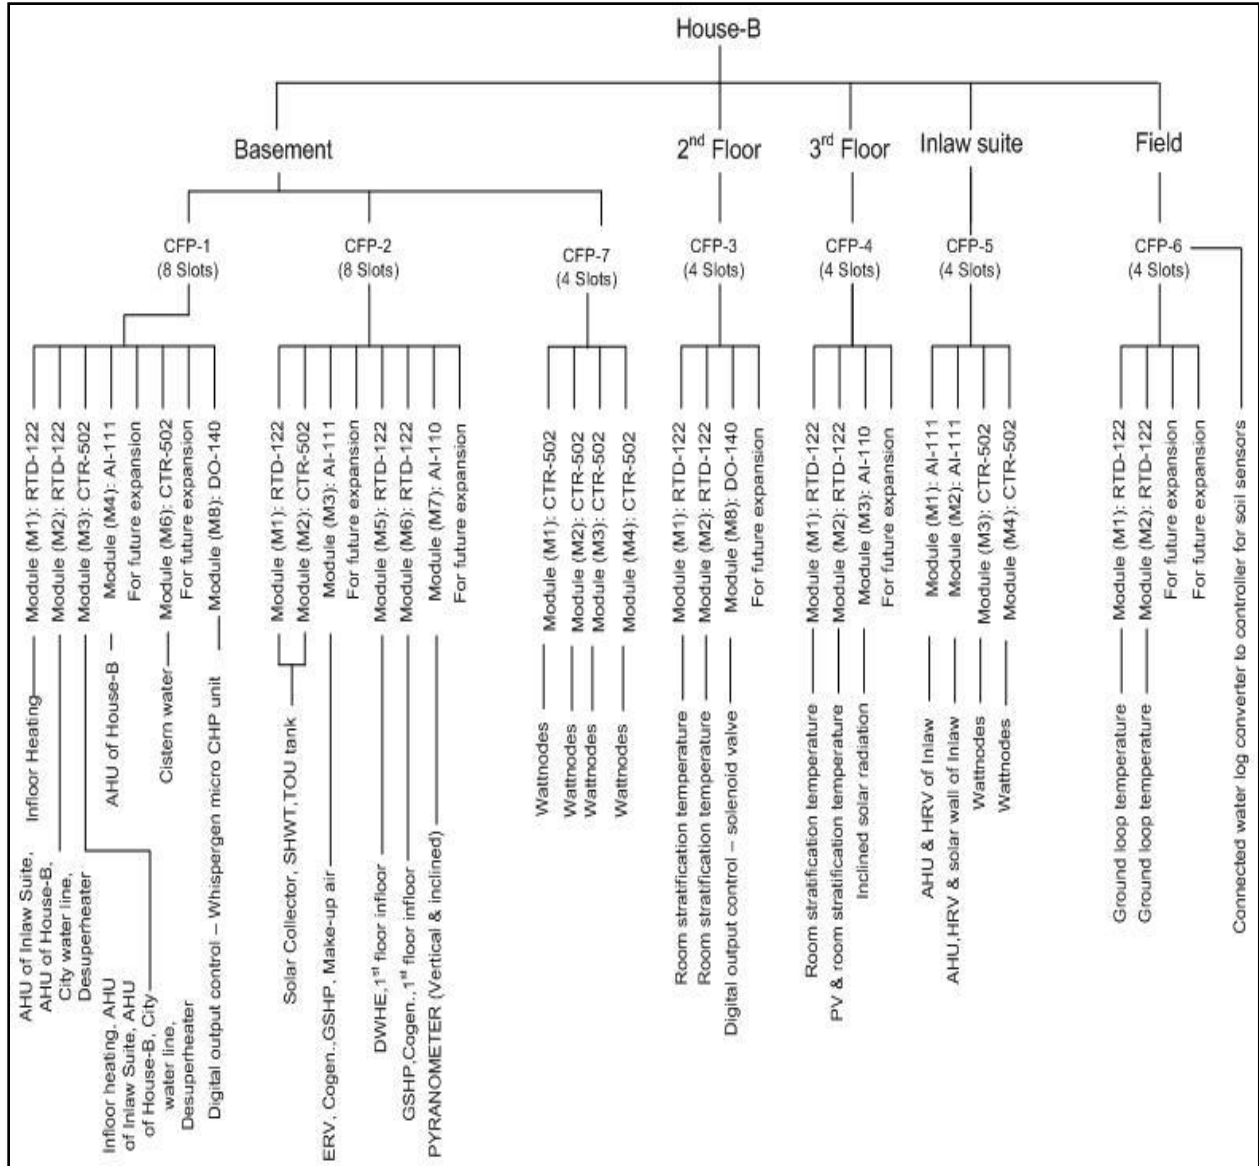 House-B
Basement
2nd Floor
3rd Floor
Inlaw suite
Field
CFP-1
(8 Slots)
CFP-2
(8 Slots)
CFP-7
(4 Slots)
CFP-3
(4 Slots)
CFP-4
(4 Slots)
CFP-5
(4 Slots)
CFP-6
(4 Slots)
Module (M1): RTD-122
Module (M2): RTD-122
Module (M3): CTR-502
Module (M4): AI-111
For future expansion
Module (M6): CTR-502
For future expansion
Module (M8): DO-140
Module (M1): RTD-122
Module (M2): CTR-502
Module (M3): AI-111
For future expansion
Module (M5): RTD-122
Module (M6): RTD-122
Module (M7): AI-110
For future expansion
Module (M1): CTR-502
Module (M2): CTR-502
Module (M3): CTR-502
Module (M4): CTR-502
Module (M1): RTD-122
Module (M2): RTD-122
Module (M8): DO-140
For future expansion
Module (M1): RTD-122
Module (M2): RTD-122
Module (M3): AI-110
For future expansion
Module (M1): AI-111
Module (M2): AI-111
Module (M3): CTR-502
Module (M4): CTR-502
Module (M1): RTD-122
Module (M2): RTD-122
For future expansion
For future expansion
Connected water log converter to controller for soil sensors
Infloor Heating
AHU of Inlaw Suite,
AHU of House-B,
City water line,
Desuperheater
Infloor heating, AHU
of Inlaw Suite, AHU
of House-B, City
water line,
Desuperheater
AHU of House-B
Cistern water
Digital output control – Whispergen micro CHP unit
Solar Collector, SHWT,TOU tank
ERV, Cogen.,GSHP, Make-up air
DWHE,1st floor infloor
GSHP,Cogen.,1st floor infloor
PYRANOMETER (Vertical & inclined)
Wattnodes
Wattnodes
Wattnodes
Wattnodes
Room stratification temperature
Room stratification temperature
Digital output control – solenoid valve
Room stratification temperature
PV & room stratification temperature
Inclined solar radiation
AHU & HRV of Inlaw
AHU,HRV & solar wall of Inlaw
Wattnodes
Wattnodes
Ground loop temperature
Ground loop temperature